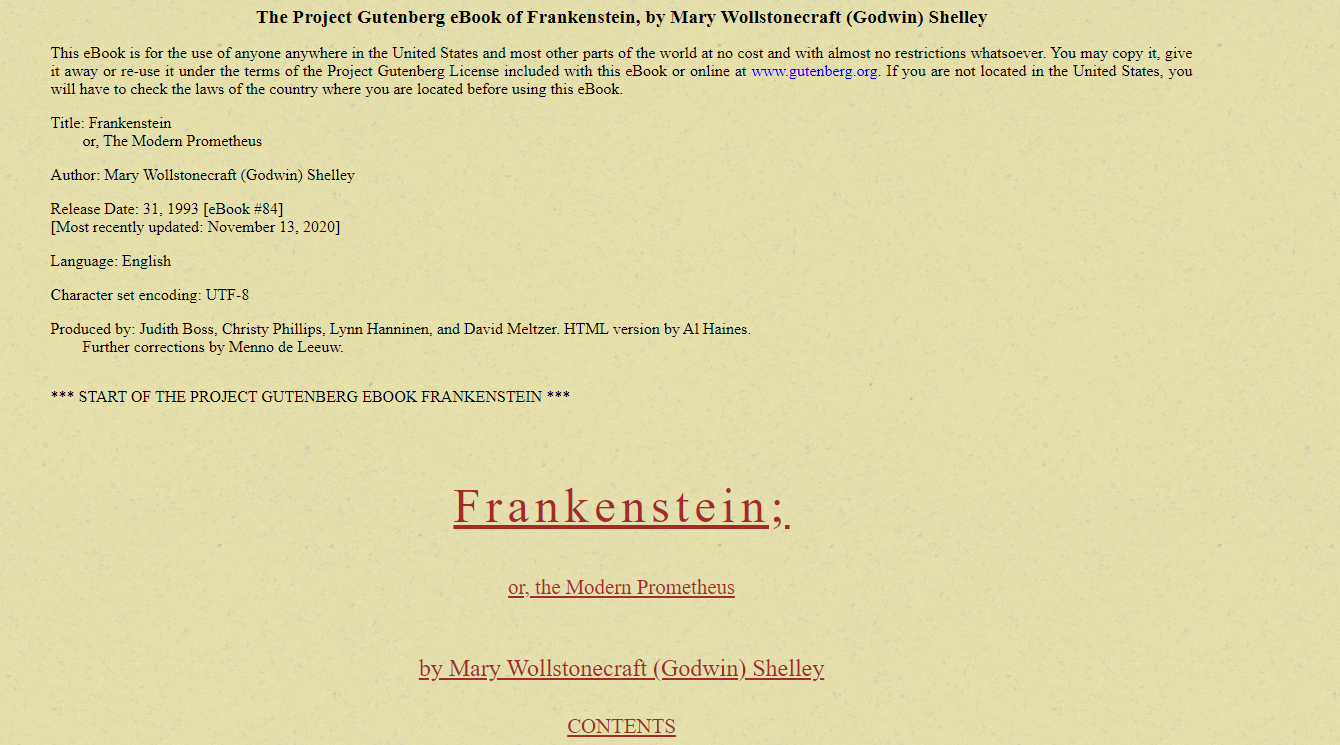 The Project Gutenberg eBook of Frankenstein, by Mary Wollstonecraft (Godwin) Shelley
This eBook is for the use of anyone anywhere in the United States and most other parts of the world at no cost and with almost no restrictions whatsoever. You may copy it, give
it away or re-use it under the terms of the Project Gutenberg License included with this eBook or online at www.gutenberg.org. If you are not located in the United States, you
will have to check the laws of the country where you are located before using this eBook.
Title: Frankenstein
or, The Modern Prometheus
Author: Mary Wollstonecraft (Godwin) Shelley
Release Date: 31, 1993 [eBook #84]
[Most recently updated: November 13, 2020]
Language: English
Character set encoding: UTF-8
Produced by: Judith Boss, Christy Phillips, Lynn Hanninen, and David Meltzer. HTML version by Al Haines.
Further corrections by Menno de Leeuw.
*** START OF THE PROJECT GUTENBERG EBOOK FRANKENSTEIN ***
Frankenstein;
or, the Modern Prometheus
by Mary Wollstonecraft (Godwin) Shelley
CONTENTS